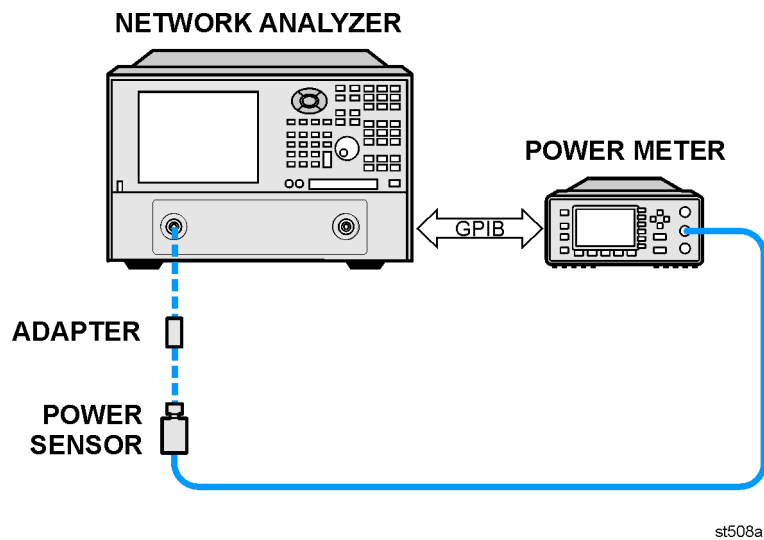 NETWORK ANALYZER
POWER METER
GPIB
ADAPTER
POWER
SENSOR
st508a